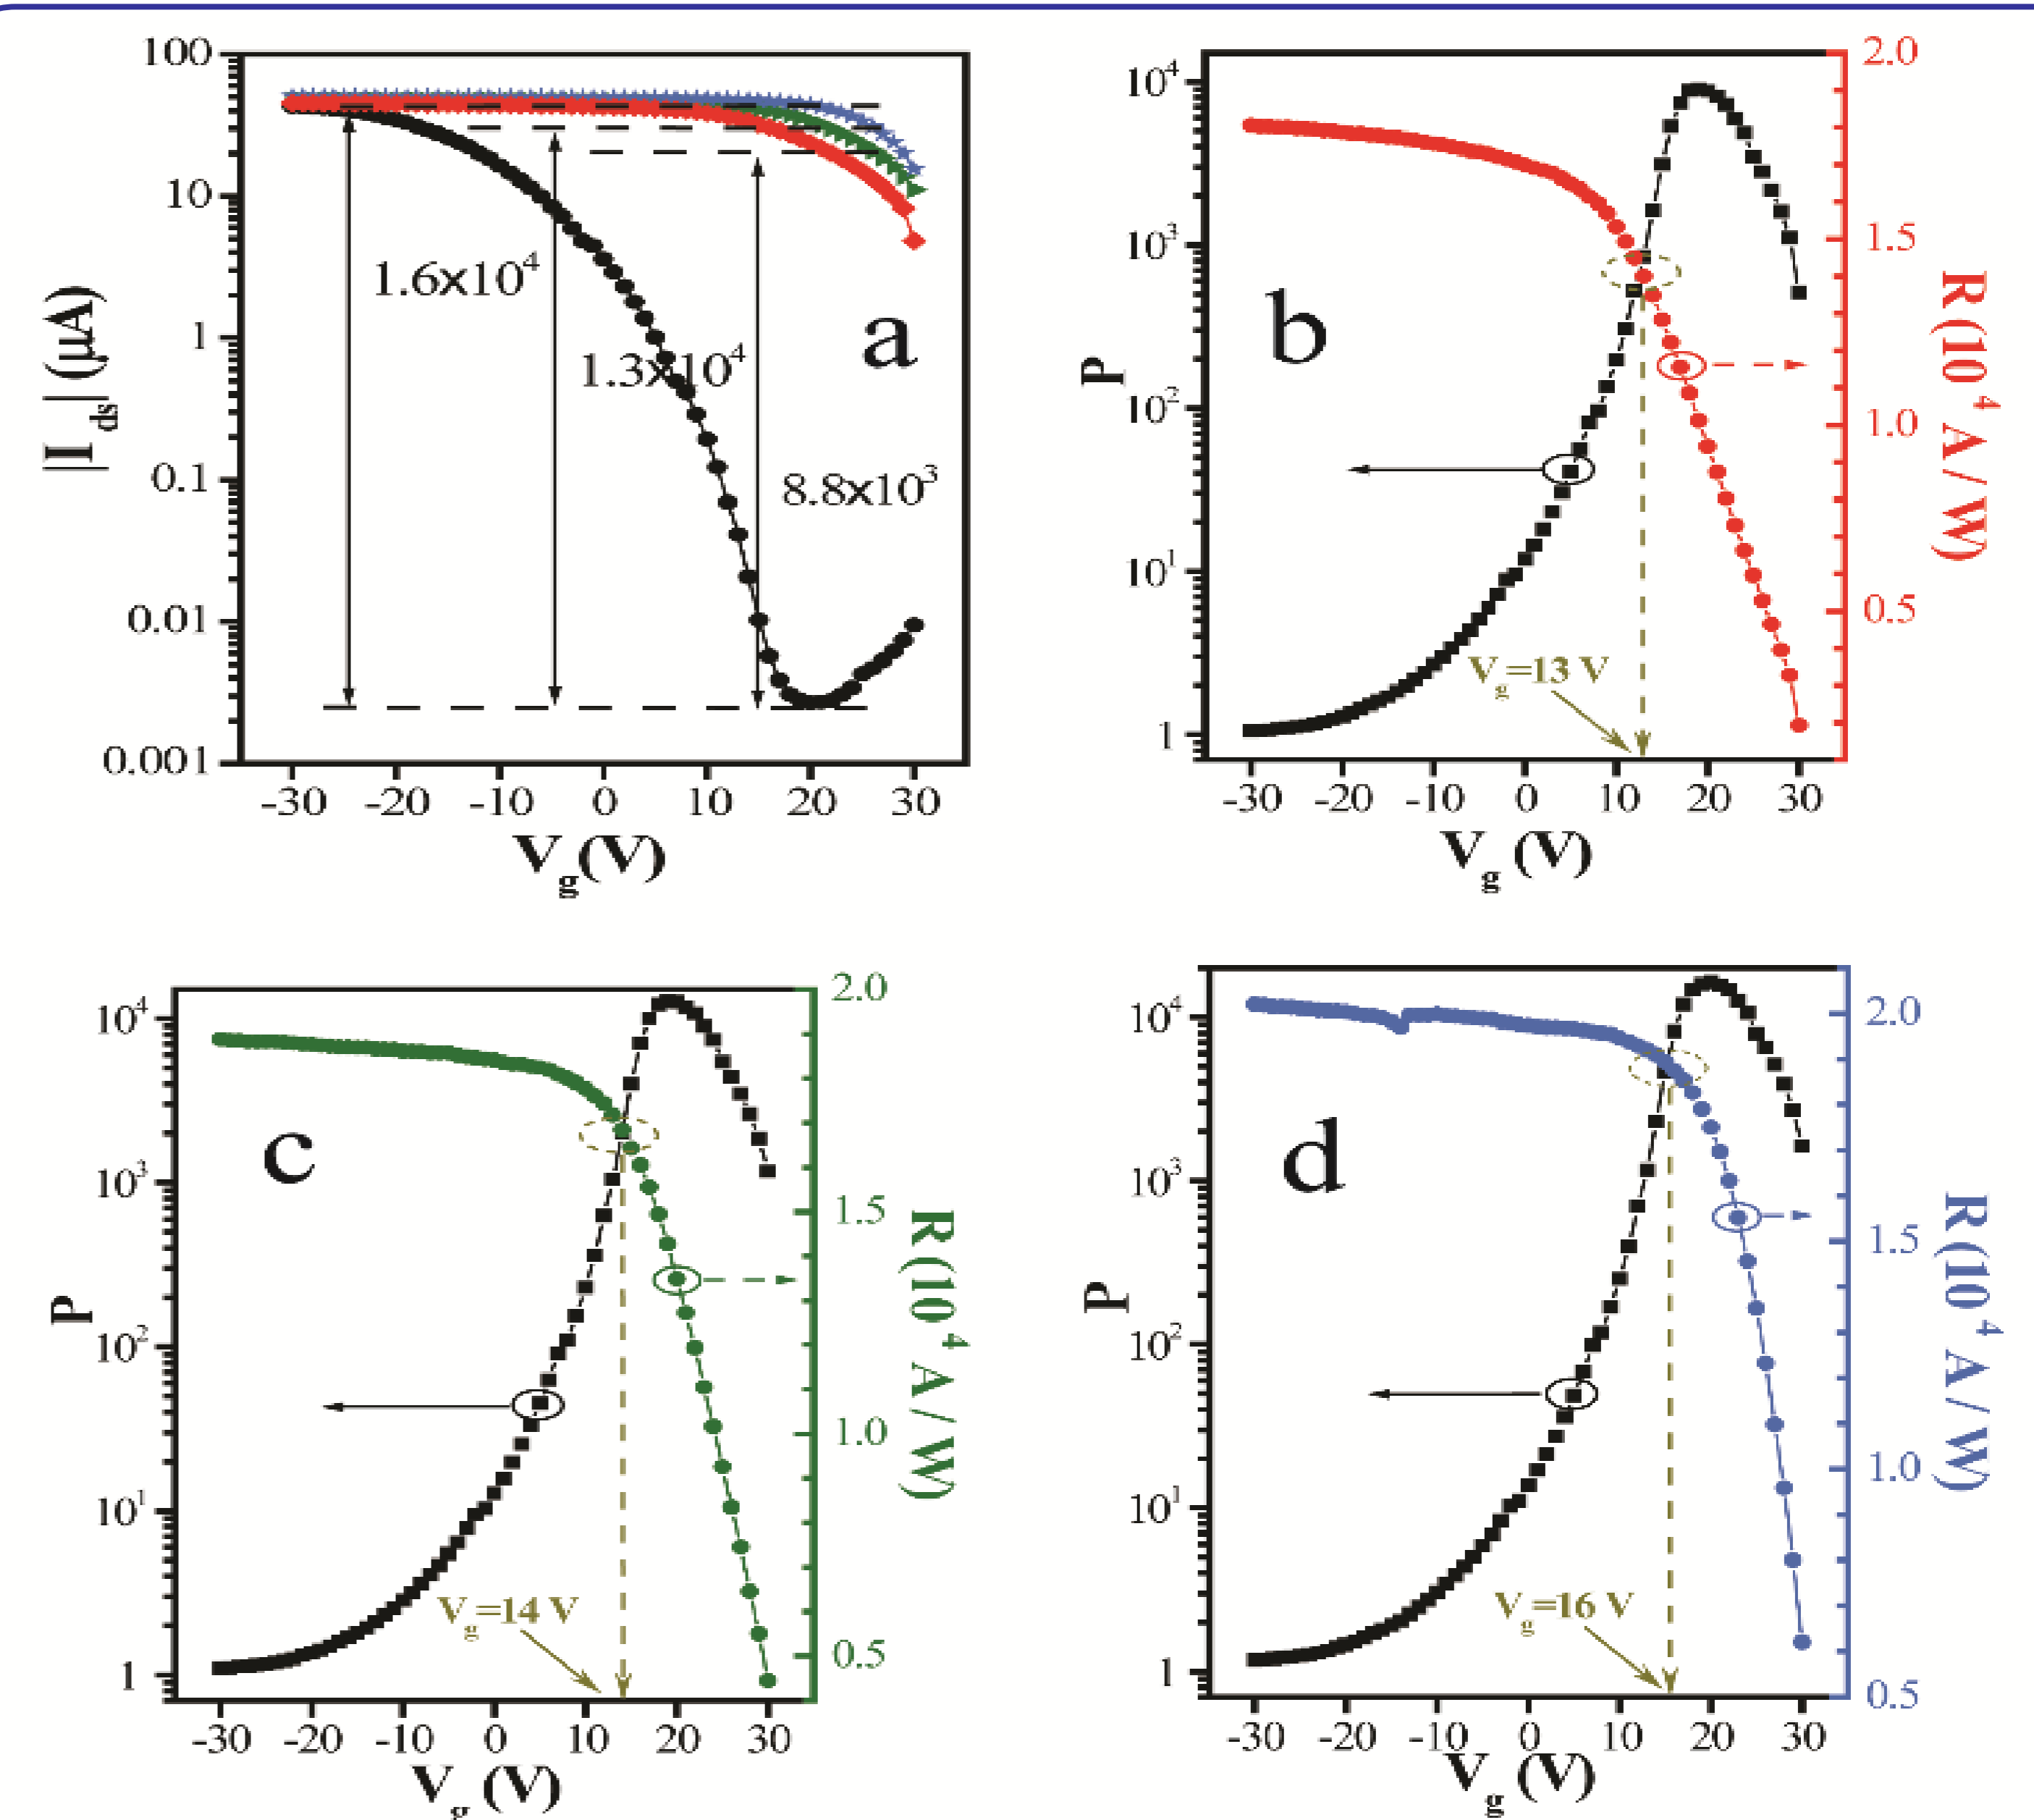 100
10
1
0.1
0.01
0.001
|I_ds| (μA)
1.6x10^4
1.3x10^4
8.8x10^3
a
-30 -20 -10 0 10 20 30
V_g(V)
10^4
10^3
10^2
10^1
1
P
b
V_g=13 V
2.0
1.5
1.0
0.5
R (10^4 A / W)
-30 -20 -10 0 10 20 30
V_g (V)
10^4
10^3
10^2
10^1
1
P
c
V_g=14 V
2.0
1.5
1.0
0.5
R (10^4 A / W)
-30 -20 -10 0 10 20 30
V_g (V)
10^4
10^3
10^2
10^1
1
P
d
V_g=16 V
2.0
1.5
1.0
0.5
R (10^4 A / W)
-30 -20 -10 0 10 20 30
V_g (V)